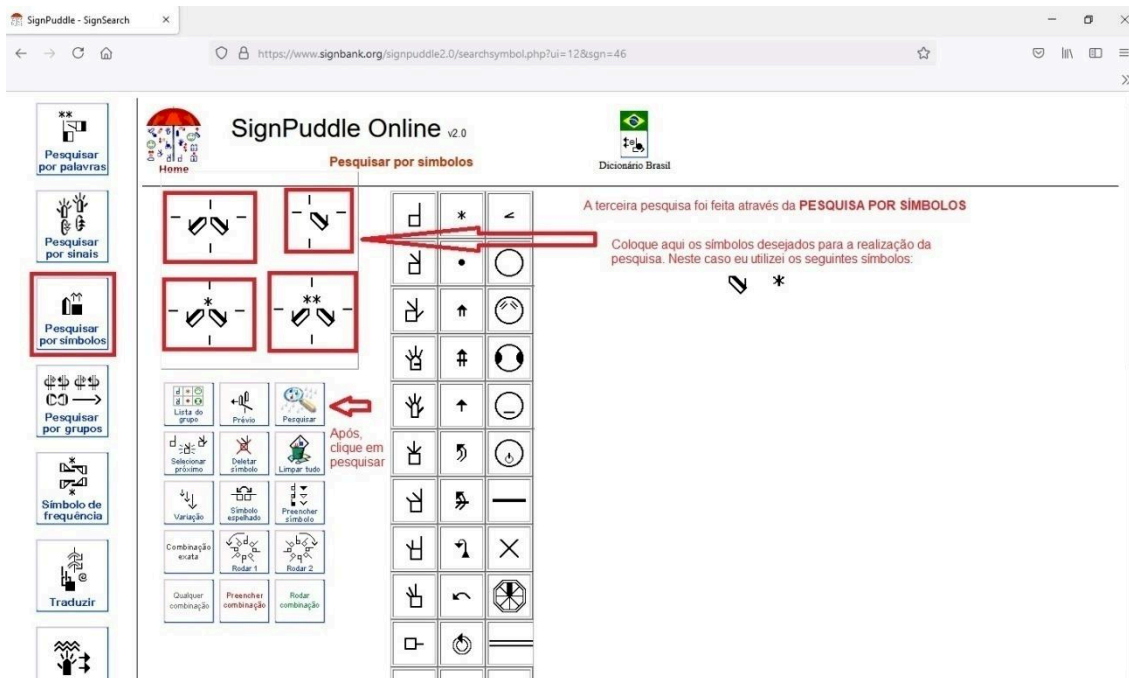 SignPuddle - SignSearch
https://www.signbank.org/signpuddle2.0/searchsymbol.php?ui=12&sgn=46
Pesquisar
por palavras
Pesquisar
por sinais
Pesquisar
por símbolos
Pesquisar
por grupos
Símbolo de
frequência
Traduzir
Home
SignPuddle Online v2.0
Pesquisar por símbolos
Dicionário Brasil
A terceira pesquisa foi feita através da PESQUISA POR SÍMBOLOS
Coloque aqui os símbolos desejados para a realização da
pesquisa. Neste caso eu utilizei os seguintes símbolos:
Lista do
grupo
Prévio
Pesquisar
Após,
clique em
pesquisar
Selecionar
próximo
Deletar
símbolo
Limpar tudo
Variação
Símbolo
espelhado
Preencher
símbolo
Combinação
exata
Rodar 1
Rodar 2
Qualquer
combinação
Preencher
combinação
Rodar
combinação